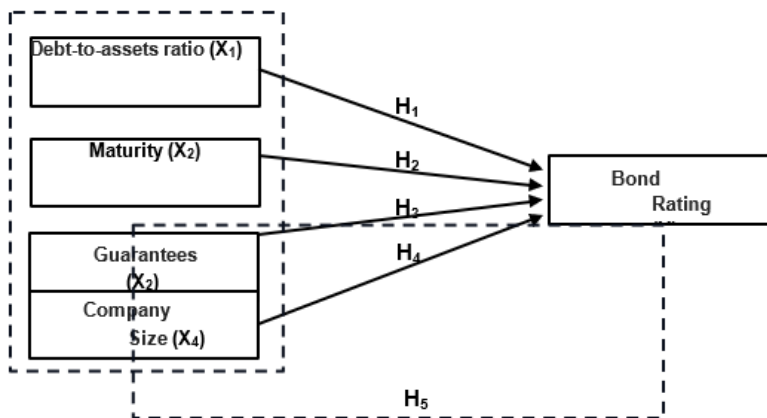 Debt-to-assets ratio (X₁)
H₁
Maturity (X₂)
H₂
Bond
Rating
H₂
Guarantees
(X₂)
H₄
Company
Size (X₄)
H₅